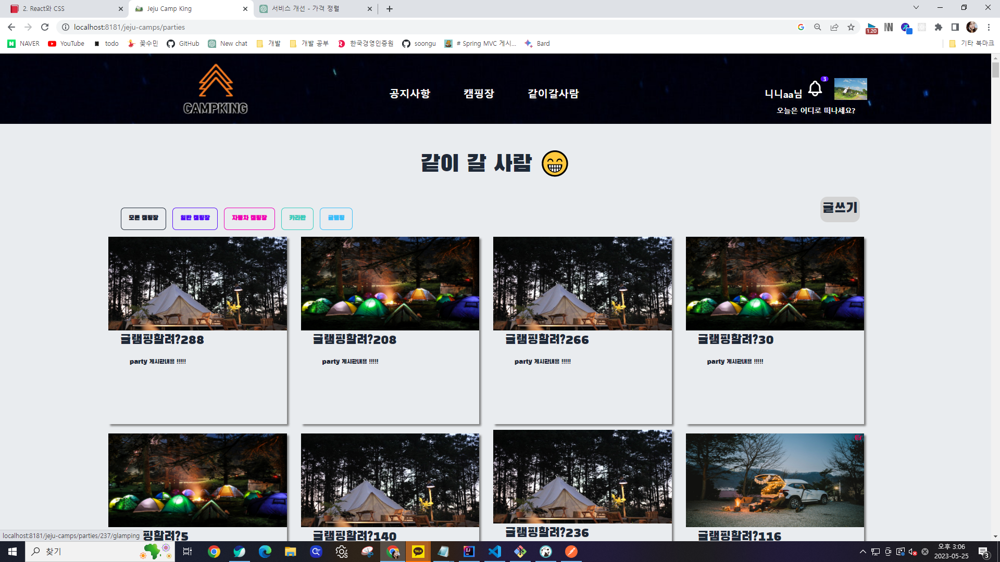 2. React와 CSS
Jeju Camp King
서비스 개선 - 가격 정렬
localhost:8181/jeju-camps/parties
1.20
NAVER YouTube todo 꽃수민 GitHub New chat 개발 개발 공부 한국경영인증원 soongu # Spring MVC 게시... Bard 기타 북마크
CAMPKING
공지사항 캠핑장 같이갈사람
니니aa님 3
오늘은 어디로 떠나세요?
같이 갈 사람
글쓰기
모든 캠핑장 일반 캠핑장 자동차 캠핑장 카라반 글램핑
글램핑할려?288 글램핑할려?208 글램핑할려?266 글램핑할려?30
party 게시판내용 !!!!! party 게시판내용 !!!!! party 게시판내용 !!!!! party 게시판내용 !!!!!
핑할려?5 글램핑할려?140 글램핑할려?236 글램핑할려?116
localhost:8181/jeju-camps/parties/237/glamping
찾기
TALK
IJ
오후 3:06
2023-05-25
3